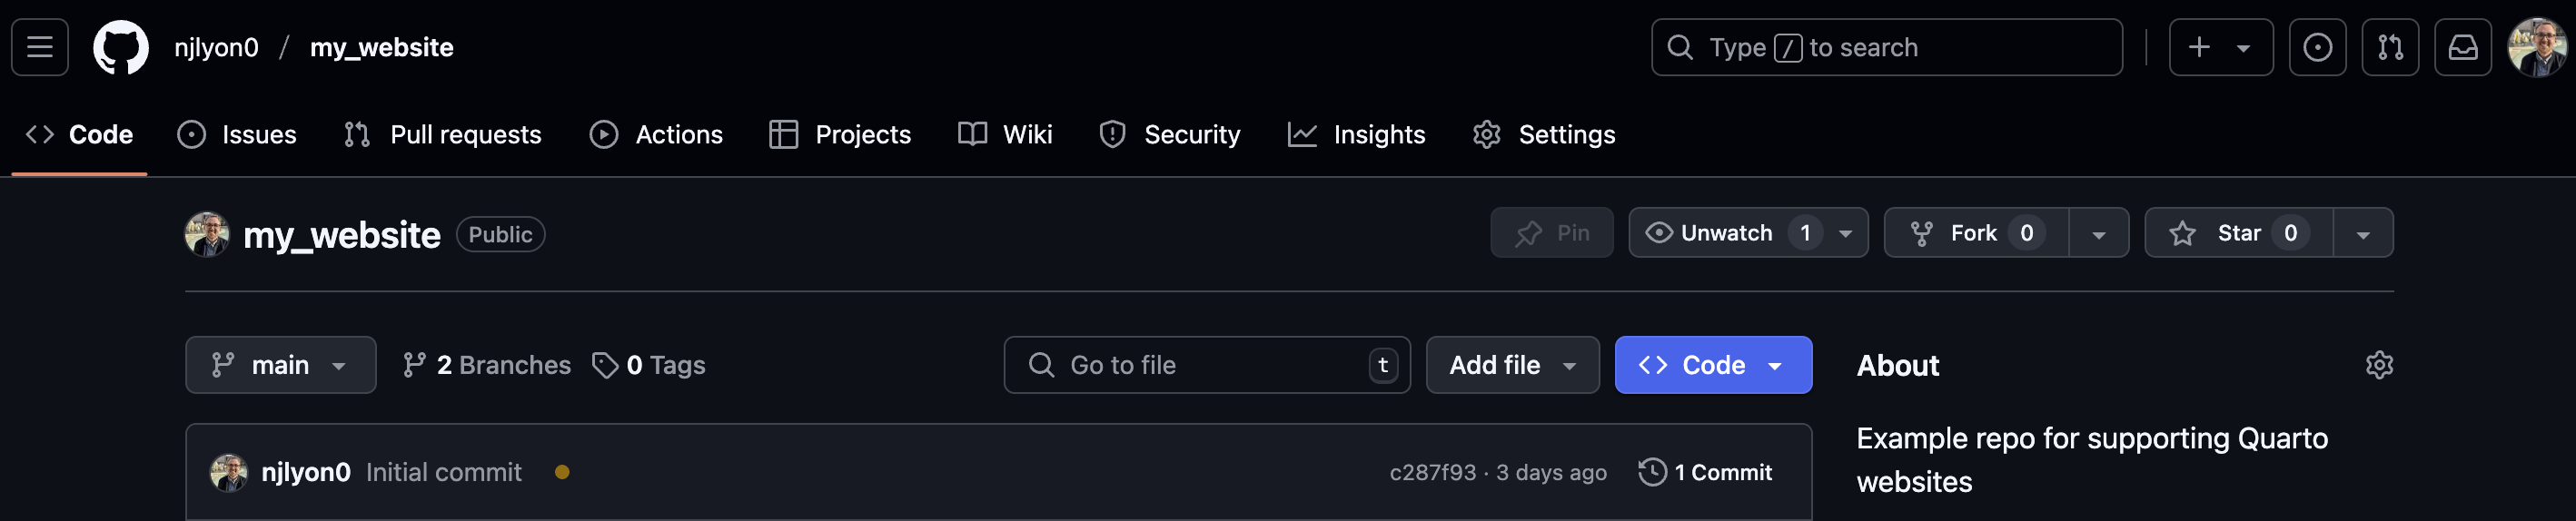 njlyon0 / my_website
Type / to search
Code Issues Pull requests Actions Projects Wiki Security Insights Settings
my_website Public
Pin Unwatch 1 Fork 0 Star 0
main 2 Branches 0 Tags
Go to file t Add file Code
About
njlyon0 Initial commit c287f93 · 3 days ago 1 Commit
Example repo for supporting Quarto
websites